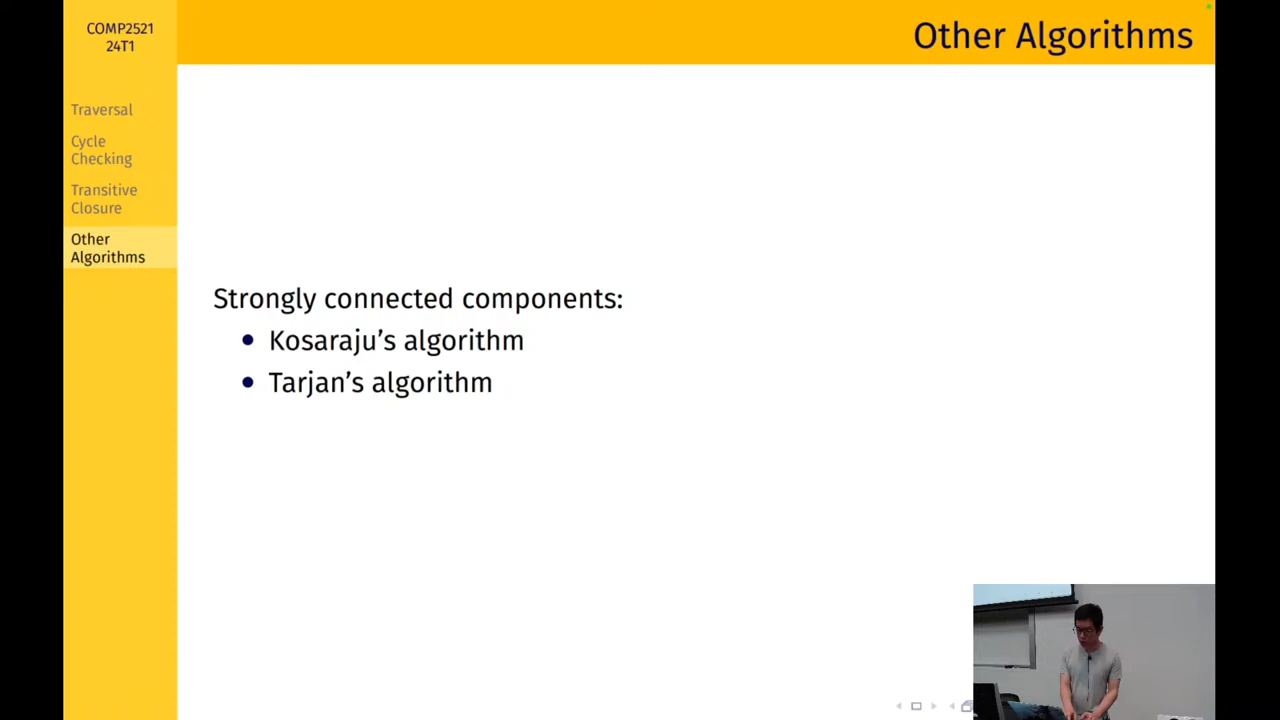 COMP2521
24T1
Other Algorithms
Traversal
Cycle
Checking
Transitive
Closure
Other
Algorithms
Strongly connected components:
• Kosaraju’s algorithm
• Tarjan’s algorithm